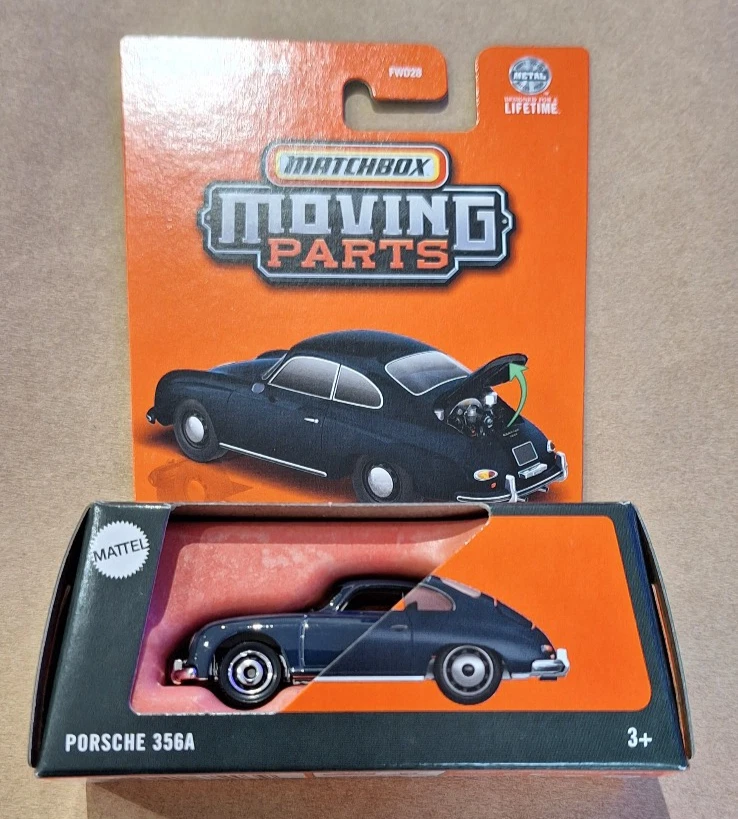 FWD28
METAL
DESIGNED FOR A
LIFETIME.
MATCHBOX
MOVING
PARTS
MATTEL
PORSCHE 356A
3+